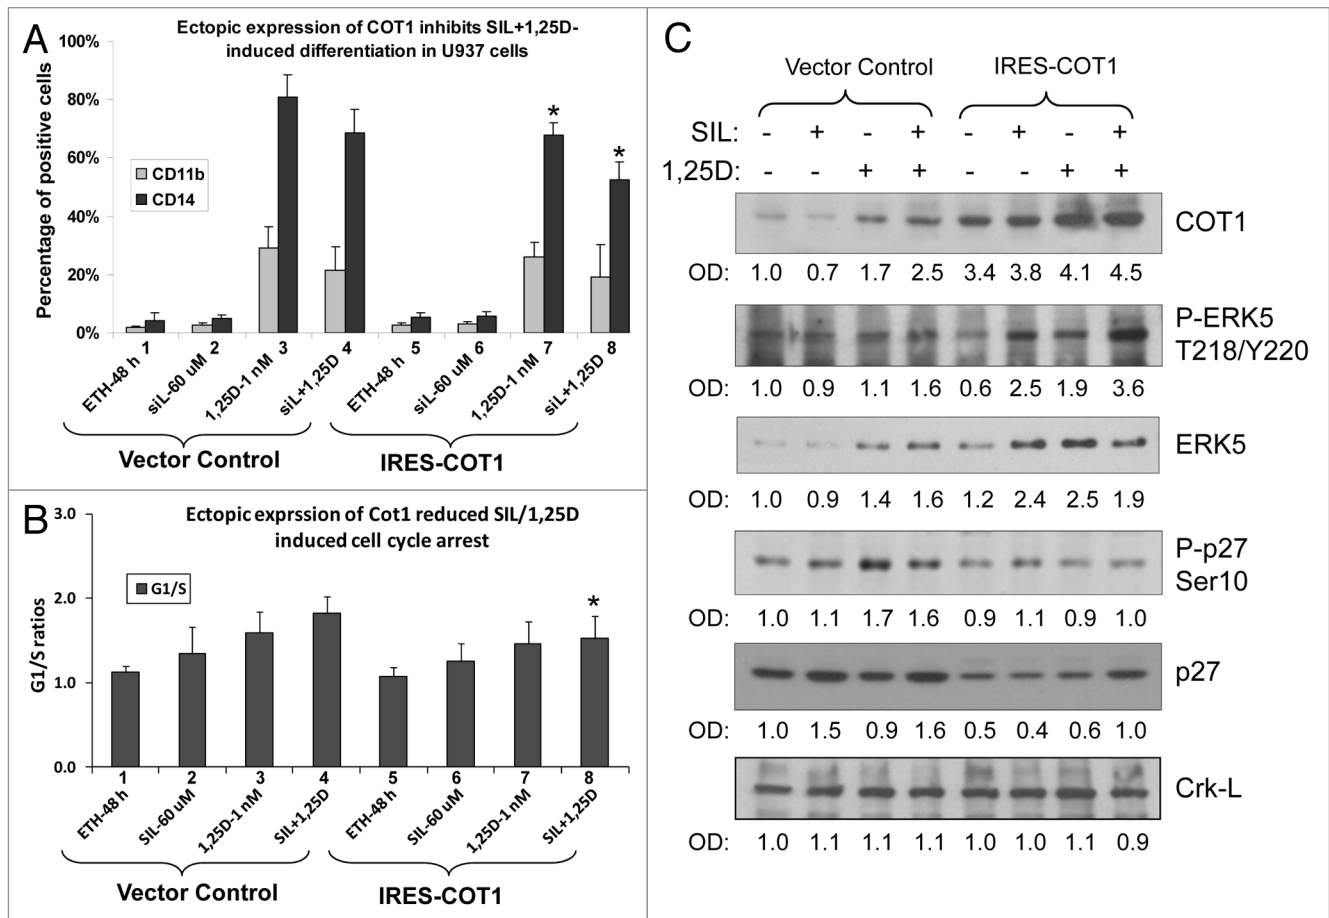 A
Ectopic expression of COT1 inhibits SIL+1,25D-
induced differentiation in U937 cells
Percentage of positive cells
100%
80%
60%
40%
20%
0%
CD11b
CD14
*
*
1 2 3 4 5 6 7 8
ETH-48 h
siL-60 uM
1,25D-1 nM
siL+1,25D
ETH-48 h
siL-60 uM
1,25D-1 nM
siL+1,25D
Vector Control
IRES-COT1
B
Ectopic exprssion of Cot1 reduced SIL/1,25D
induced cell cycle arrest
G1/S ratios
3.0
2.0
1.0
0.0
G1/S
*
1 2 3 4 5 6 7 8
ETH-48 h
SIL-60 uM
1,25D-1 nM
SIL+1,25D
ETH-48 h
SIL-60 uM
1,25D-1 nM
SIL+1,25D
Vector Control
IRES-COT1
C
Vector Control
IRES-COT1
SIL: - + - + - + - +
1,25D: - - + + - - + +
COT1
OD: 1.0 0.7 1.7 2.5 3.4 3.8 4.1 4.5
P-ERK5
T218/Y220
OD: 1.0 0.9 1.1 1.6 0.6 2.5 1.9 3.6
ERK5
OD: 1.0 0.9 1.4 1.6 1.2 2.4 2.5 1.9
P-p27
Ser10
OD: 1.0 1.1 1.7 1.6 0.9 1.1 0.9 1.0
p27
OD: 1.0 1.5 0.9 1.6 0.5 0.4 0.6 1.0
Crk-L
OD: 1.0 1.1 1.1 1.1 1.0 1.0 1.1 0.9